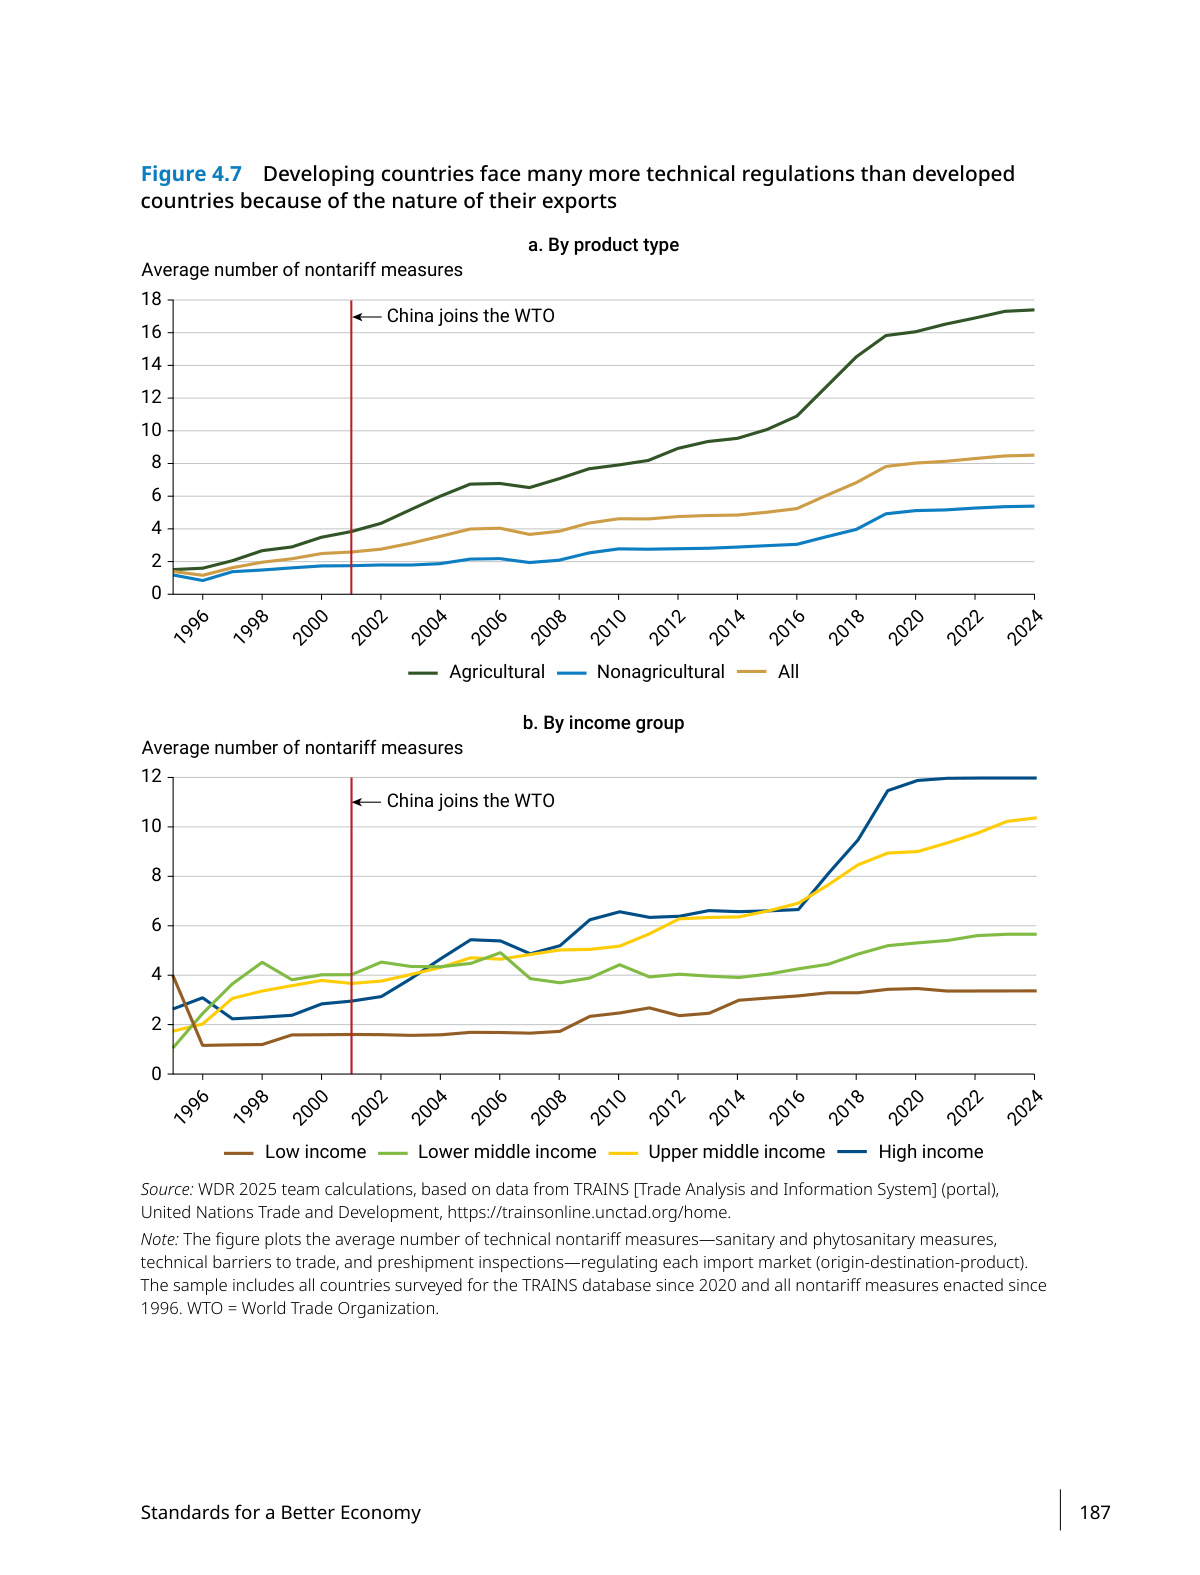 Figure 4.7 Developing countries face many more technical regulations than developed
countries because of the nature of their exports
a. By product type
Average number of nontariff measures
18
16
14
12
10
8
6
4
2
0
China joins the WTO
1996 1998 2000 2002 2004 2006 2008 2010 2012 2014 2016 2018 2020 2022 2024
Agricultural Nonagricultural All
b. By income group
Average number of nontariff measures
12
10
8
6
4
2
0
China joins the WTO
1996 1998 2000 2002 2004 2006 2008 2010 2012 2014 2016 2018 2020 2022 2024
Low income Lower middle income Upper middle income High income
Source: WDR 2025 team calculations, based on data from TRAINS [Trade Analysis and Information System] (portal),
United Nations Trade and Development, https://trainsonline.unctad.org/home.
Note: The figure plots the average number of technical nontariff measures—sanitary and phytosanitary measures,
technical barriers to trade, and preshipment inspections—regulating each import market (origin-destination-product).
The sample includes all countries surveyed for the TRAINS database since 2020 and all nontariff measures enacted since
1996. WTO = World Trade Organization.
Standards for a Better Economy
187